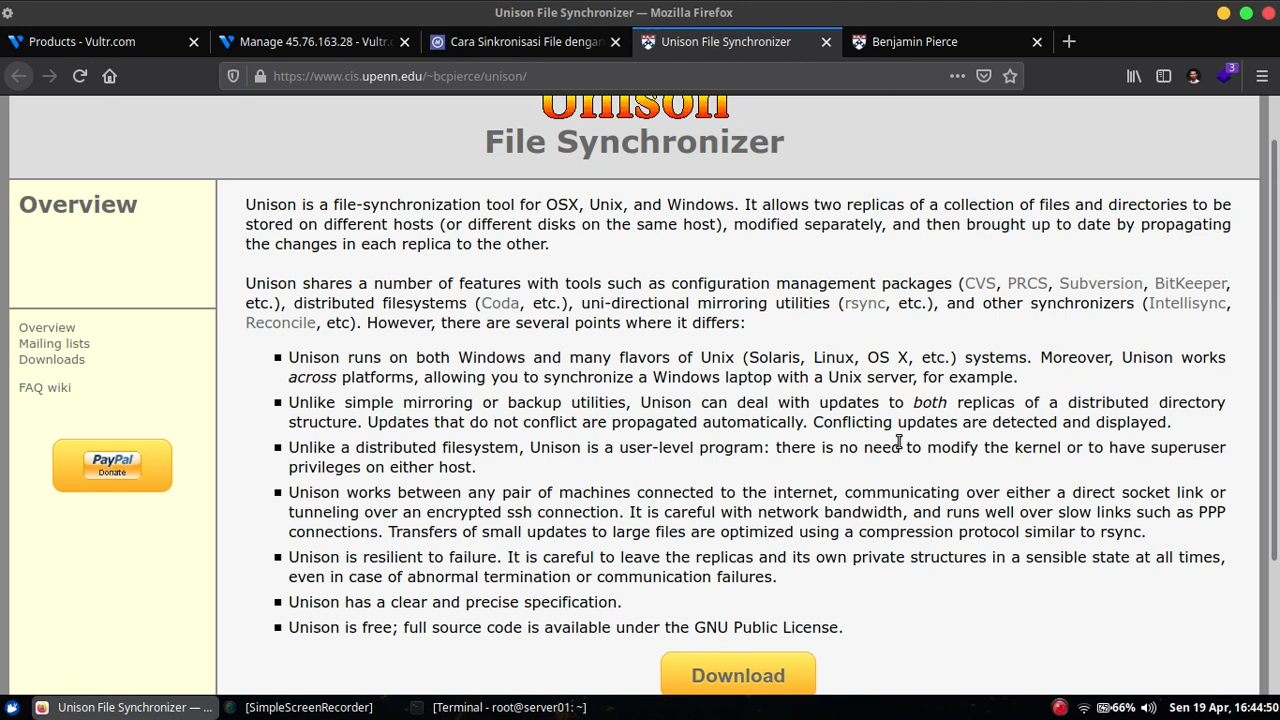 Unison File Synchronizer — Mozilla Firefox
Products - Vultr.com
Manage 45.76.163.28 - Vultr.c
Cara Sinkronisasi File dengan
Unison File Synchronizer
Benjamin Pierce
https://www.cis.upenn.edu/~bcpierce/unison/
3
Unison
File Synchronizer
Overview
Overview
Mailing lists
Downloads
FAQ wiki
PayPal
Donate
Unison is a file-synchronization tool for OSX, Unix, and Windows. It allows two replicas of a collection of files and directories to be
stored on different hosts (or different disks on the same host), modified separately, and then brought up to date by propagating
the changes in each replica to the other.
Unison shares a number of features with tools such as configuration management packages (CVS, PRCS, Subversion, BitKeeper,
etc.), distributed filesystems (Coda, etc.), uni-directional mirroring utilities (rsync, etc.), and other synchronizers (Intellisync,
Reconcile, etc). However, there are several points where it differs:
Unison runs on both Windows and many flavors of Unix (Solaris, Linux, OS X, etc.) systems. Moreover, Unison works
across platforms, allowing you to synchronize a Windows laptop with a Unix server, for example.
Unlike simple mirroring or backup utilities, Unison can deal with updates to both replicas of a distributed directory
structure. Updates that do not conflict are propagated automatically. Conflicting updates are detected and displayed.
Unlike a distributed filesystem, Unison is a user-level program: there is no need to modify the kernel or to have superuser
privileges on either host.
Unison works between any pair of machines connected to the internet, communicating over either a direct socket link or
tunneling over an encrypted ssh connection. It is careful with network bandwidth, and runs well over slow links such as PPP
connections. Transfers of small updates to large files are optimized using a compression protocol similar to rsync.
Unison is resilient to failure. It is careful to leave the replicas and its own private structures in a sensible state at all times,
even in case of abnormal termination or communication failures.
Unison has a clear and precise specification.
Unison is free; full source code is available under the GNU Public License.
Download
Unison File Synchronizer — ...
[SimpleScreenRecorder]
[Terminal - root@server01: ~]
66%
Sen 19 Apr, 16:44:50